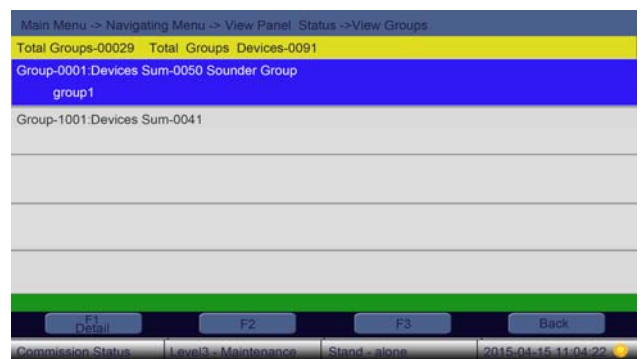 Main Menu -> Navigating Menu -> View Panel Status ->View Groups
Total Groups-00029 Total Groups Devices-0091
Group-0001:Devices Sum-0050 Sounder Group
group1
Group-1001:Devices Sum-0041
F1
Detail
F2
F3
Back
Commission Status
Level3 - Maintenance
Stand - alone
2015-04-15 11:04:22